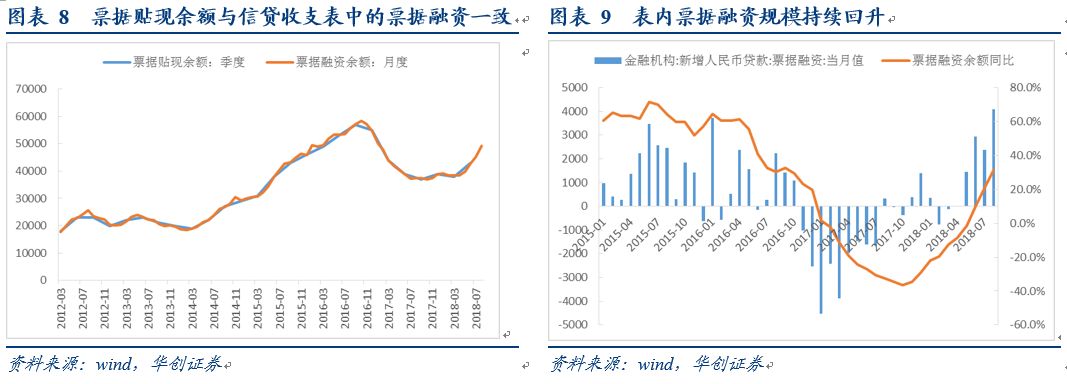 图表 8 票据贴现余额与信贷收支表中的票据融资一致
票据贴现余额：季度 票据融资余额：月度
70000
60000
50000
40000
30000
20000
10000
0
2012-03 2012-07 2012-11 2013-03 2013-07 2013-11 2014-03 2014-07 2014-11 2015-03 2015-07 2015-11 2016-03 2016-07 2016-11 2017-03 2017-07 2017-11 2018-03 2018-07
资料来源：wind，华创证券
图表 9 表内票据融资规模持续回升
金融机构:新增人民币贷款:票据融资:当月值 票据融资余额同比
5000 80.0%
4000 60.0%
3000
2000 40.0%
1000 20.0%
0 0.0%
-1000
-2000 -20.0%
-3000 -40.0%
-4000
-5000 -60.0%
2015-01 2015-04 2015-07 2015-10 2016-01 2016-04 2016-07 2016-10 2017-01 2017-04 2017-07 2017-10 2018-01 2018-04 2018-07
资料来源：wind，华创证券